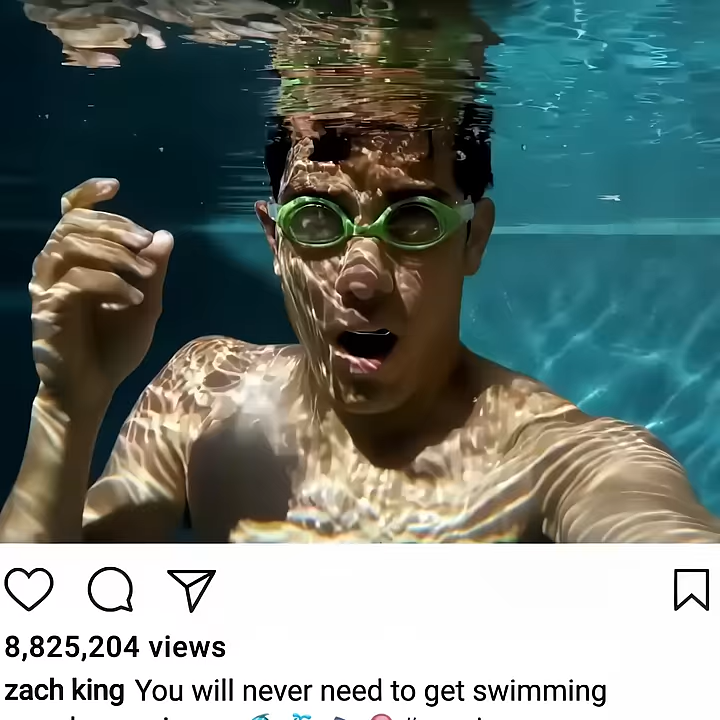 8,825,204 views
zach king You will never need to get swimming